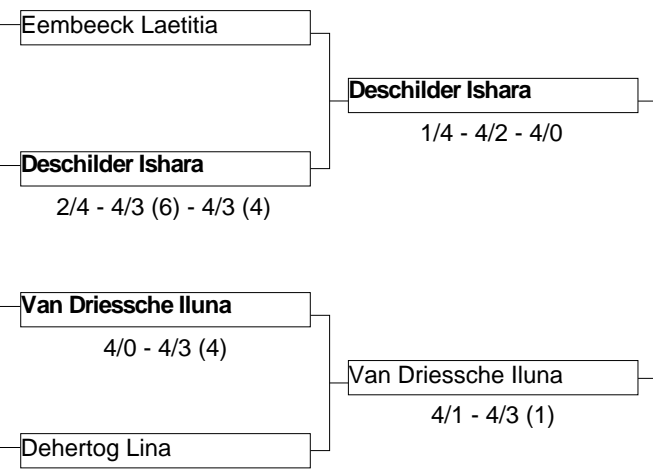 Eembeeck Laetitia
Deschilder Ishara
1/4 - 4/2 - 4/0
Deschilder Ishara
2/4 - 4/3 (6) - 4/3 (4)
Van Driessche Iluna
4/0 - 4/3 (4)
Van Driessche Iluna
4/1 - 4/3 (1)
Dehertog Lina